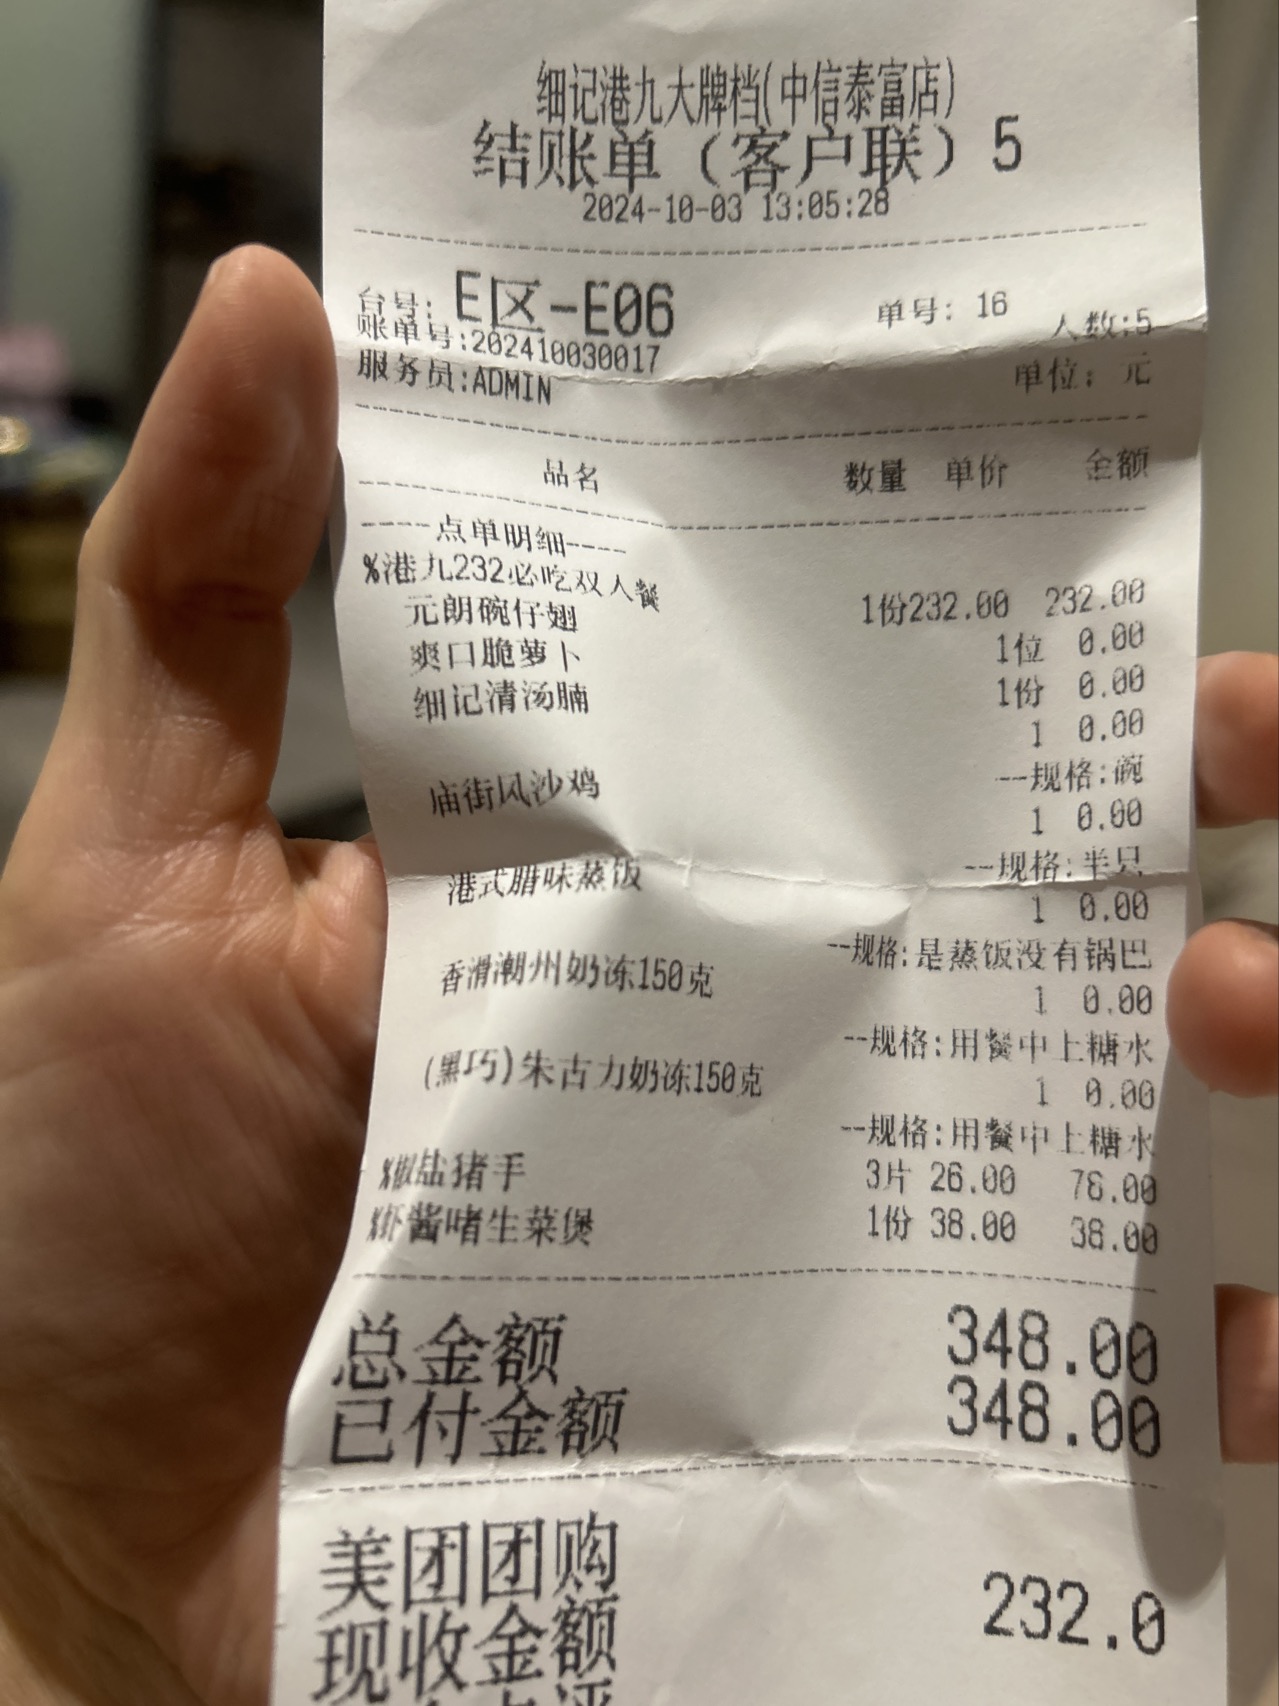 细记港九大牌档(中信泰富店)
结账单（客户联）5
2024-10-03 13:05:28
台号: E区-E06 单号: 16 人数:5
账单号:202410030017
服务员:ADMIN 单位: 元
品名 数量 单价 金额
----点单明细----
%港九232必吃双人餐 1份232.00 232.00
元朗碗仔翅 1位 0.00
爽口脆萝卜 1份 0.00
细记清汤腩 1 0.00
--规格:碗
庙街风沙鸡 1 0.00
--规格:半只
港式腊味蒸饭 1 0.00
--规格:是蒸饭没有锅巴
香滑潮州奶冻150克 1 0.00
--规格:用餐中上糖水
(黑巧)朱古力奶冻150克 1 0.00
--规格:用餐中上糖水
%椒盐猪手 3片 26.00 78.00
%虾酱啫生菜煲 1份 38.00 38.00
总金额 348.00
已付金额 348.00
美团团购
现收金额 232.0